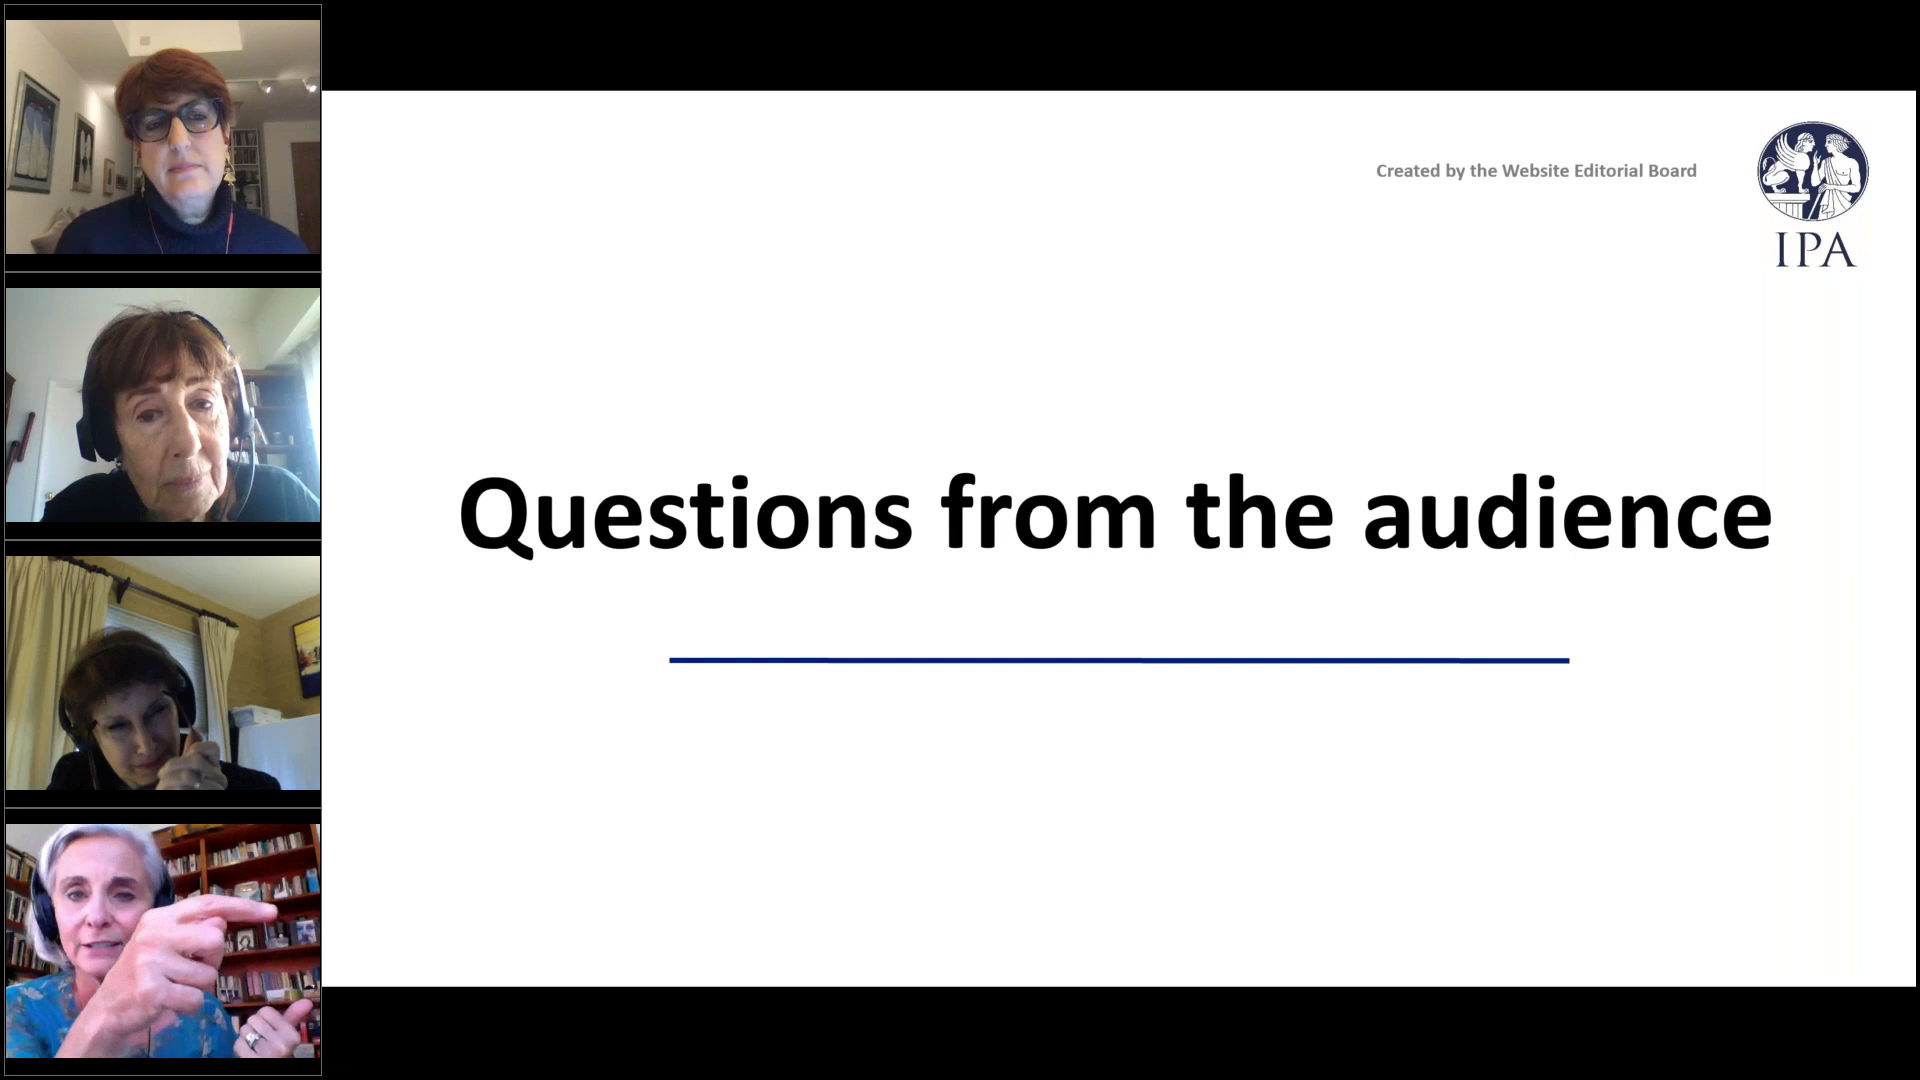 Created by the Website Editorial Board
IPA
Questions from the audience